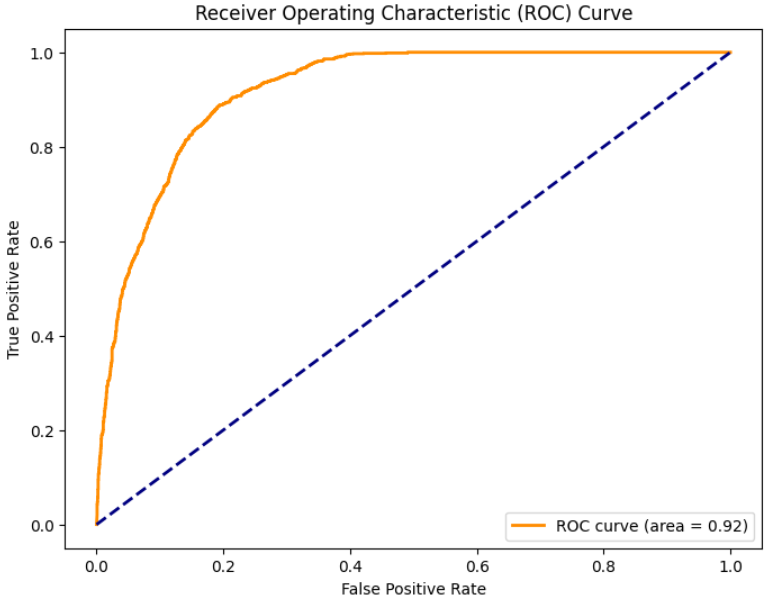 Receiver Operating Characteristic (ROC) Curve
1.0
0.8
0.6
0.4
0.2
0.0
True Positive Rate
ROC curve (area = 0.92)
0.0 0.2 0.4 0.6 0.8 1.0
False Positive Rate